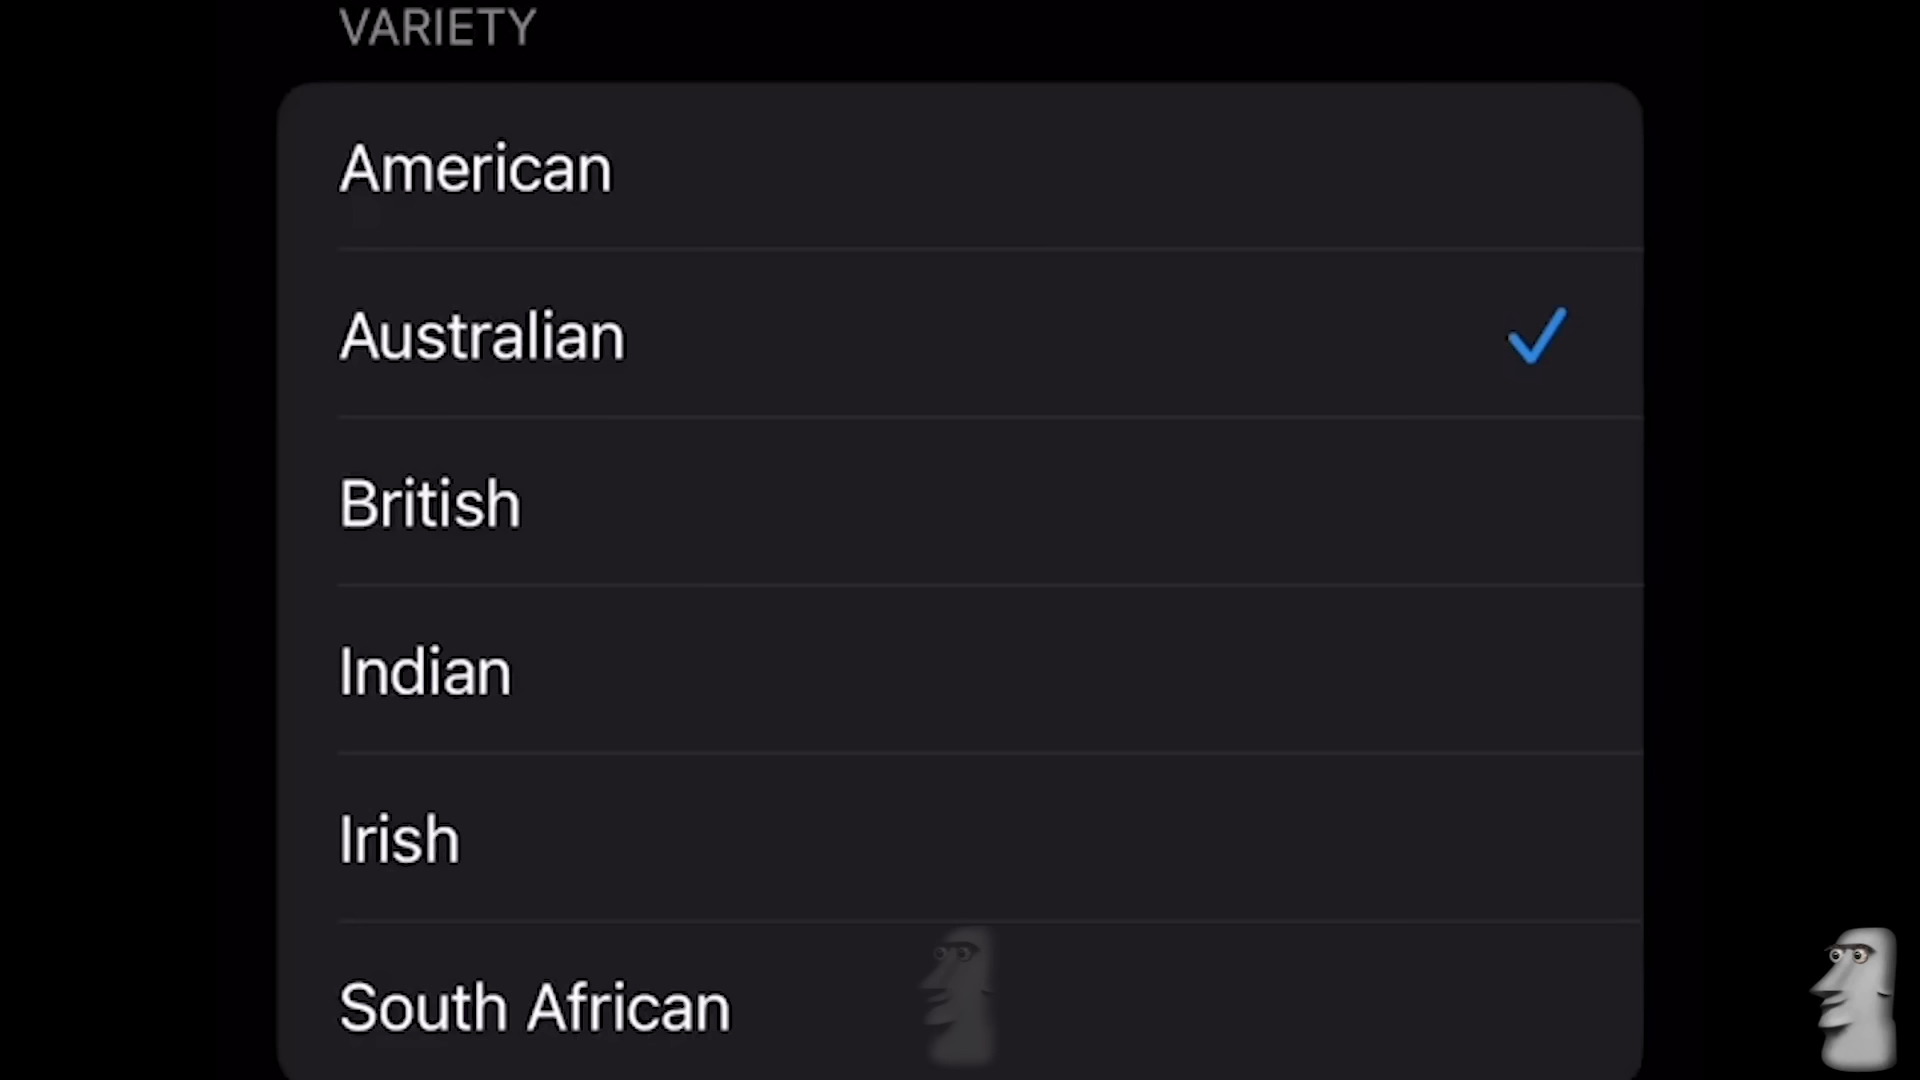 VARIETY
American
Australian
British
Indian
Irish
South African